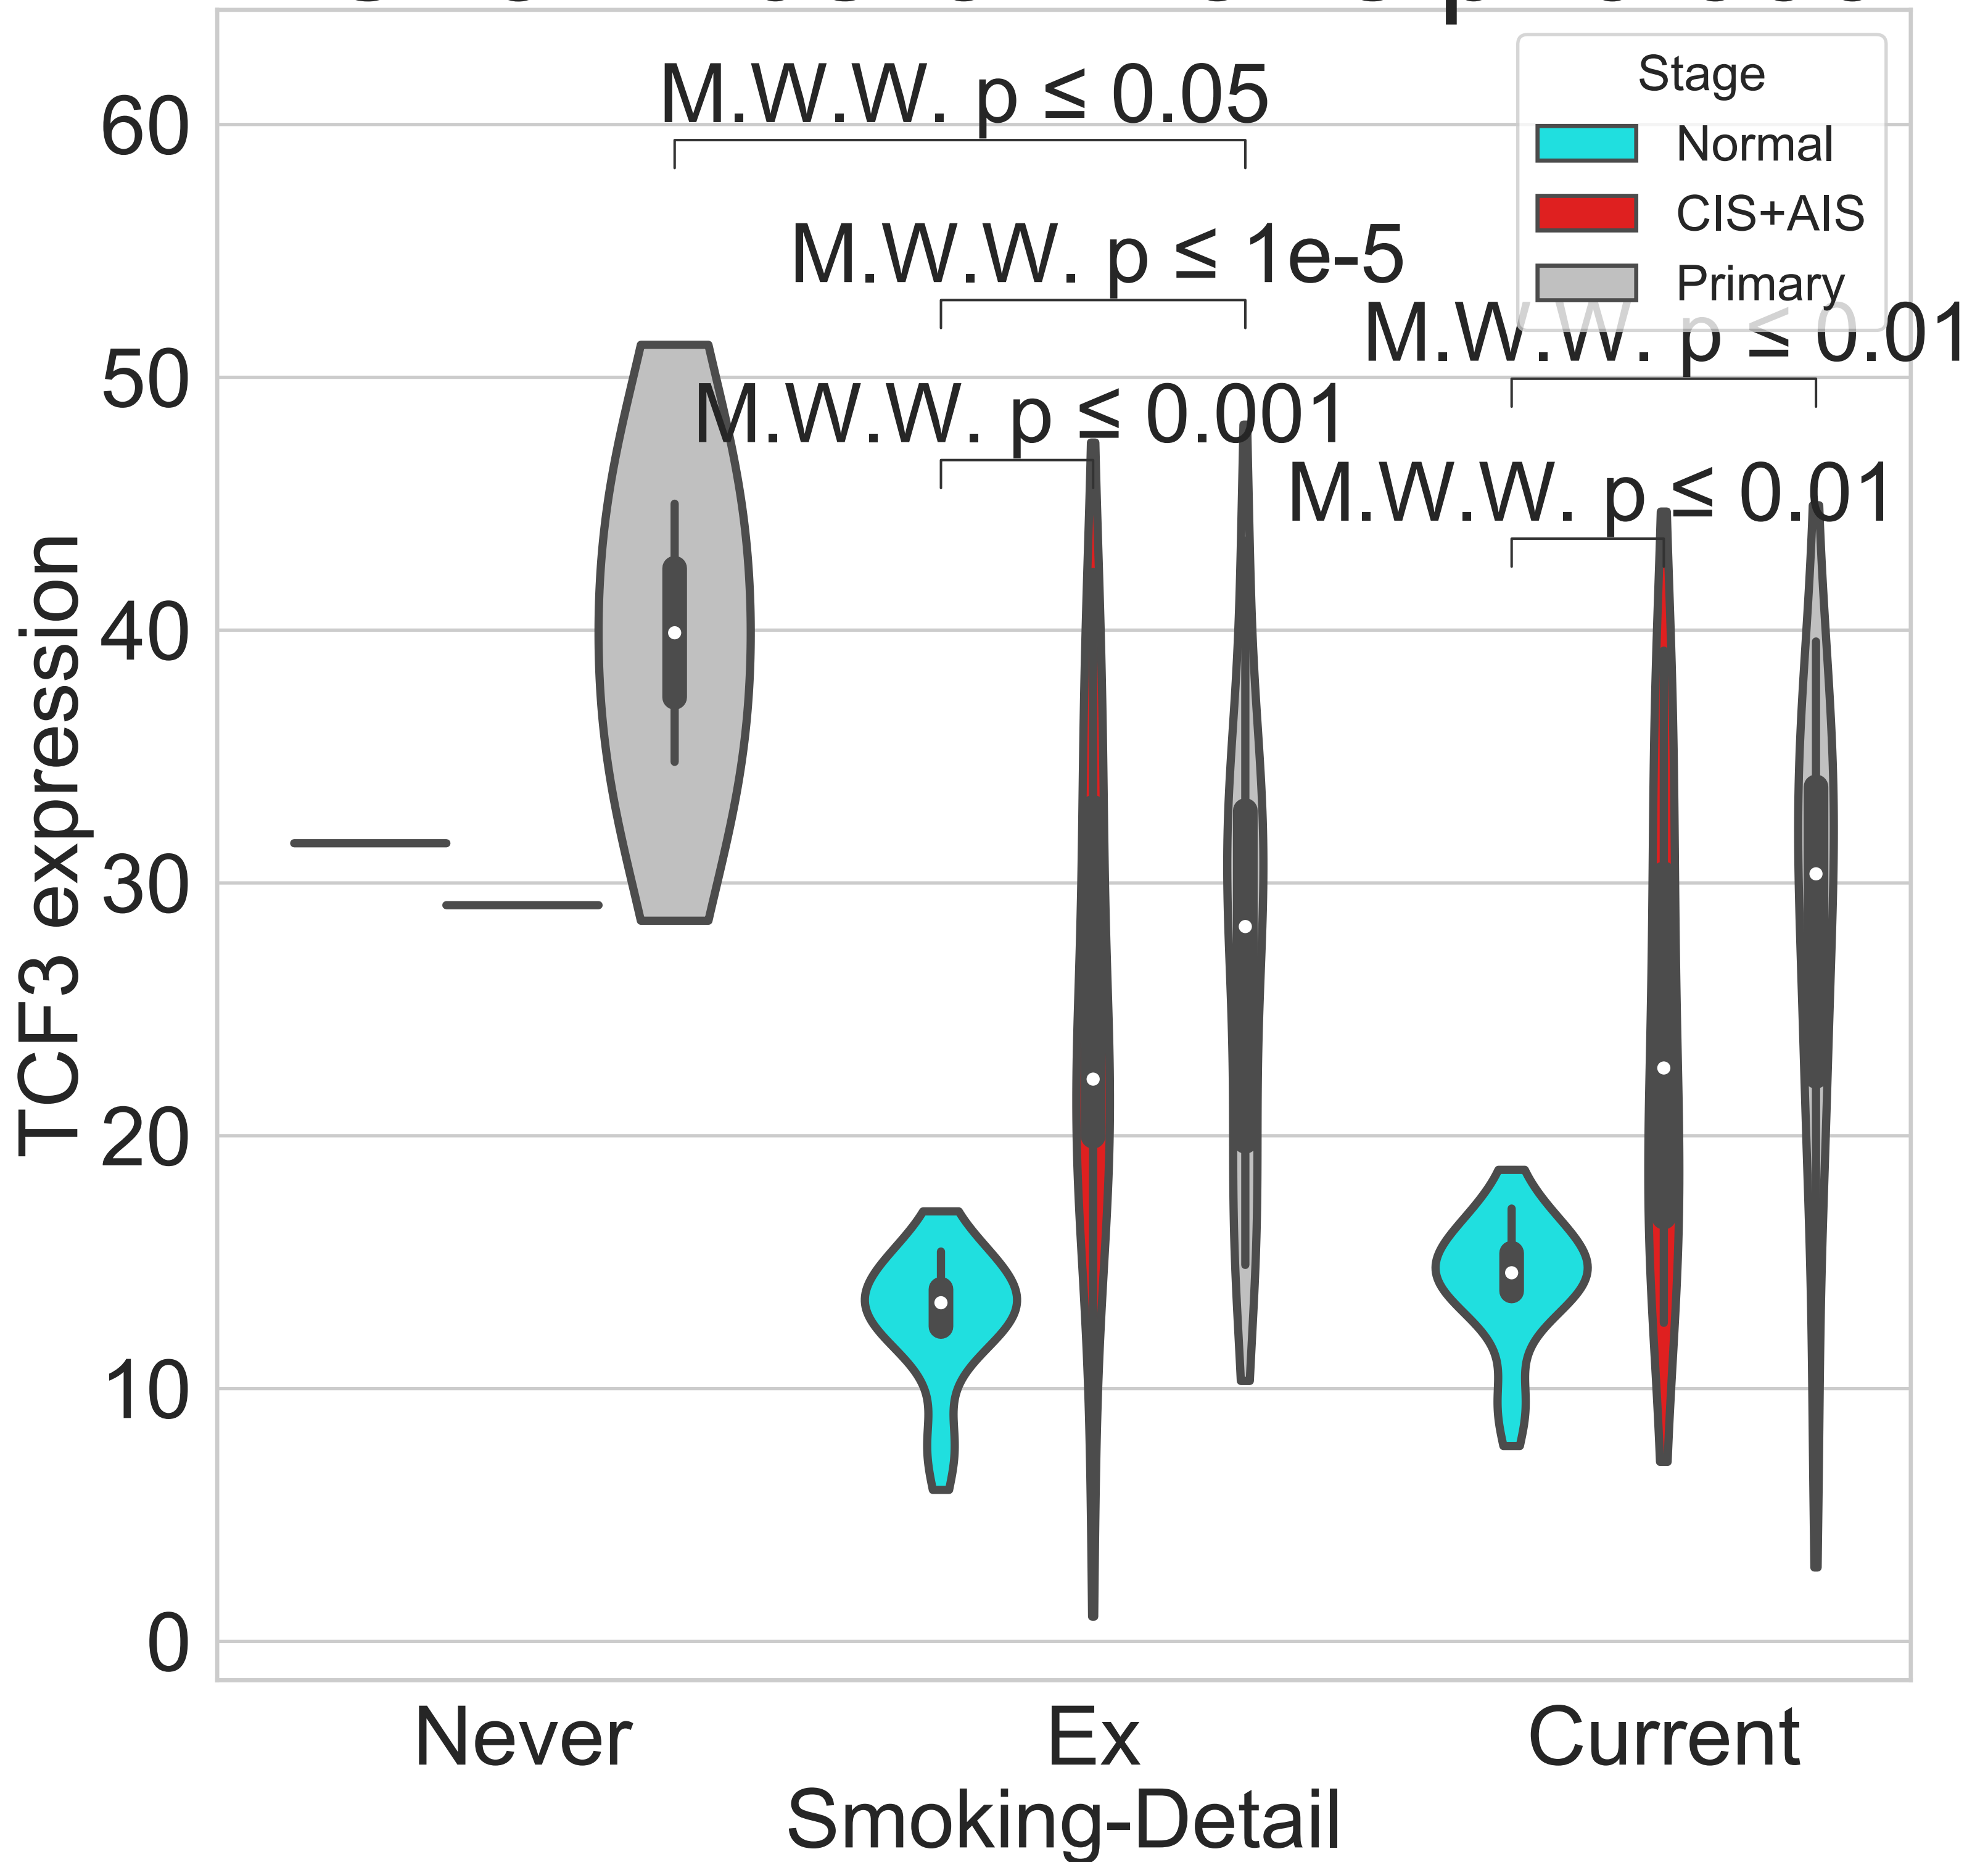 M.W.W. p ≤ 0.05
Stage
Normal
CIS+AIS
Primary
M.W.W. p ≤ 1e-5
M.W.W. p ≤ 0.01
M.W.W. p ≤ 0.001
M.W.W. p ≤ 0.01
TCF3 expression
60
50
40
30
20
10
0
Never
Ex
Current
Smoking-Detail